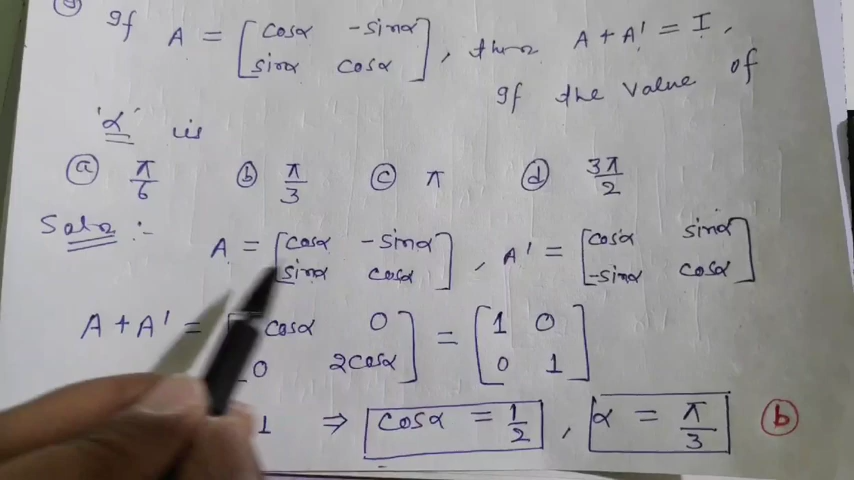 If A = [cosα -sinα sinα cosα], then A + A' = I,
If the value of
'α' is
(a) π/6 (b) π/3 (c) π (d) 3π/2
Soln :-
A = [cosα -sinα sinα cosα], A' = [cosα sinα -sinα cosα]
A + A' = [cosα 0 0 2cosα] = [1 0 0 1]
1 ⇒ cosα = 1/2, α = π/3 (b)